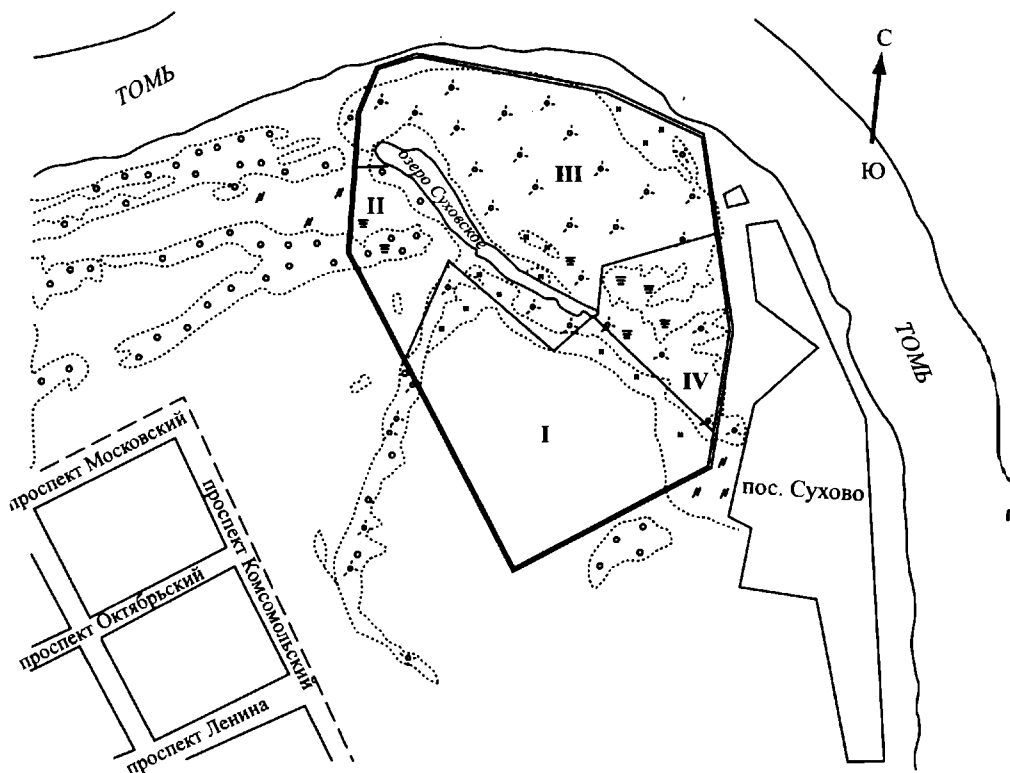 ТОМЬ
С
Ю
озеро Суховское
III
II
ТОМЬ
IV
I
пос. Сухово
проспект Московский
проспект Комсомольский
проспект Октябрьский
проспект Ленина